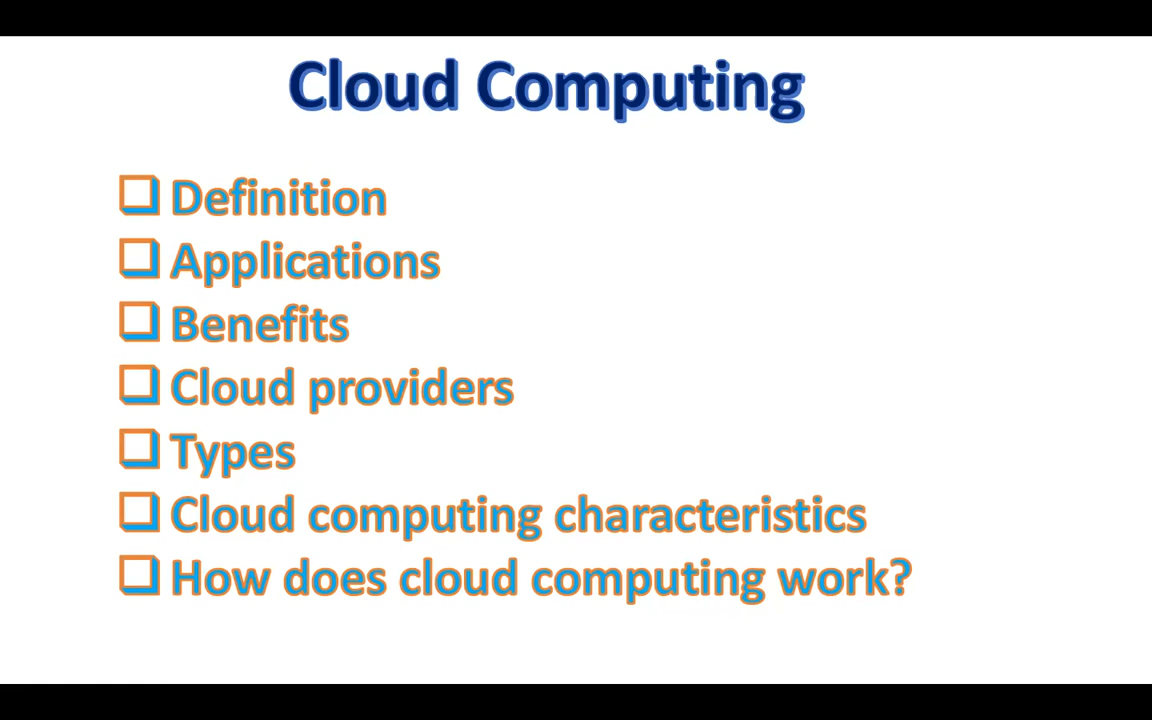 Cloud Computing
❑ Definition
❑ Applications
❑ Benefits
❑ Cloud providers
❑ Types
❑ Cloud computing characteristics
❑ How does cloud computing work?